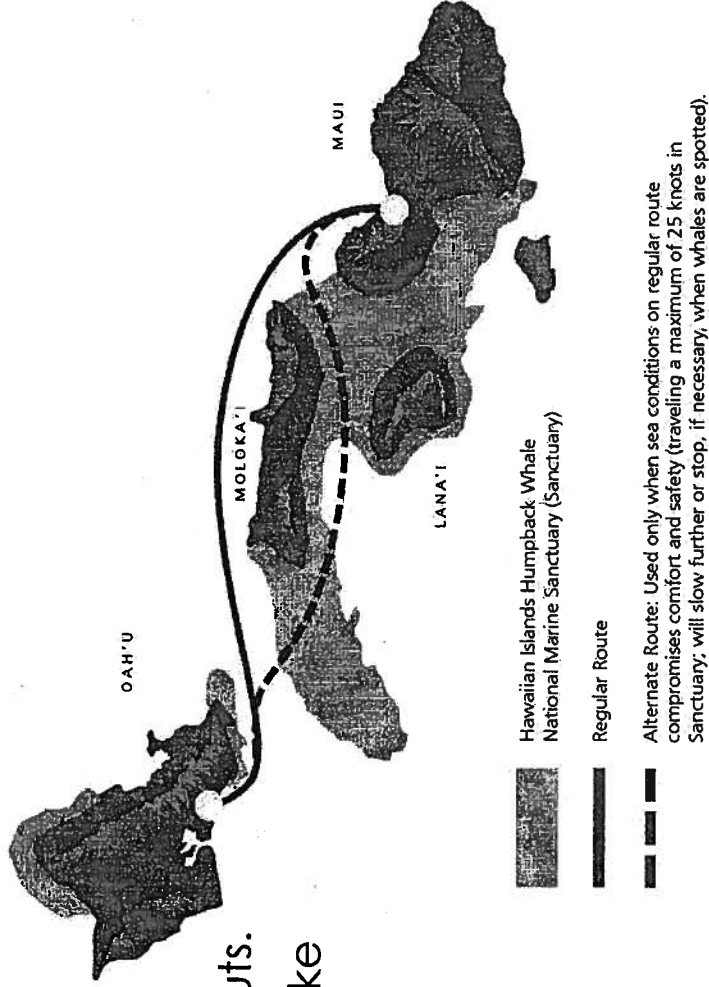 uts.
ke
OAH'U
MOLOKA'I
LANA'I
MAUI
Hawaiian Islands Humpback Whale
National Marine Sanctuary (Sanctuary)
Regular Route
Alternate Route: Used only when sea conditions on regular route
compromises comfort and safety (traveling a maximum of 25 knots in
Sanctuary; will slow further or stop, if necessary, when whales are spotted).